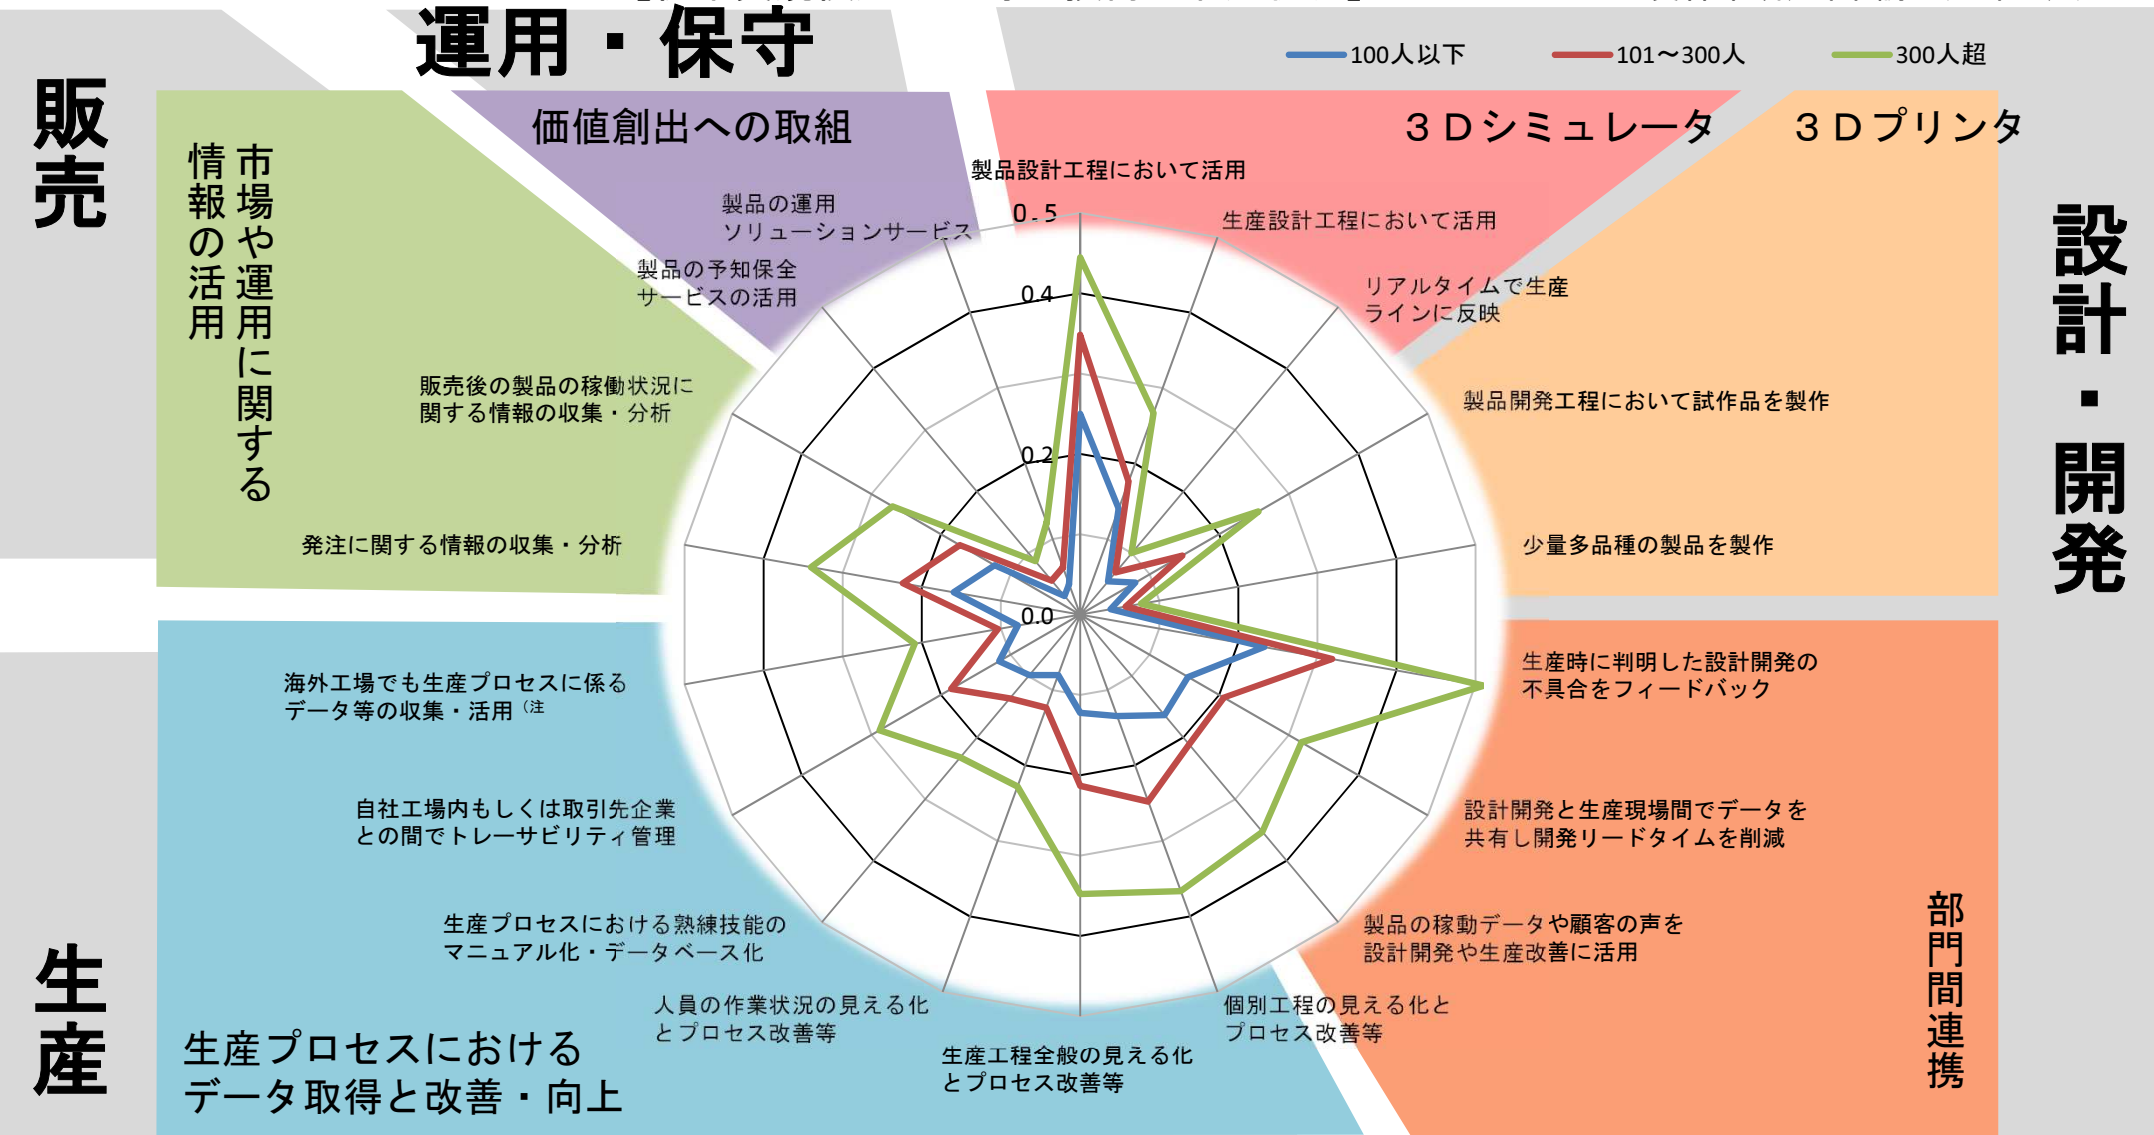 運用・保守
100人以下
101～300人
300人超
販売
価値創出への取組
３Ｄシミュレータ
３Ｄプリンタ
市場や運用に関する
情報の活用
製品設計工程において活用
製品の運用
ソリューションサービス
0.5
生産設計工程において活用
製品の予知保全
サービスの活用
0.4
リアルタイムで生産
ラインに反映
設計・開発
販売後の製品の稼働状況に
関する情報の収集・分析
製品開発工程において試作品を製作
0.2
発注に関する情報の収集・分析
少量多品種の製品を製作
0.0
海外工場でも生産プロセスに係る
データ等の収集・活用（注
生産時に判明した設計開発の
不具合をフィードバック
自社工場内もしくは取引先企業
との間でトレーサビリティ管理
設計開発と生産現場間でデータを
共有し開発リードタイムを削減
生産プロセスにおける熟練技能の
マニュアル化・データベース化
製品の稼動データや顧客の声を
設計開発や生産改善に活用
部門間連携
生産
人員の作業状況の見える化
とプロセス改善等
個別工程の見える化と
プロセス改善等
生産工程全般の見える化
とプロセス改善等
生産プロセスにおける
データ取得と改善・向上